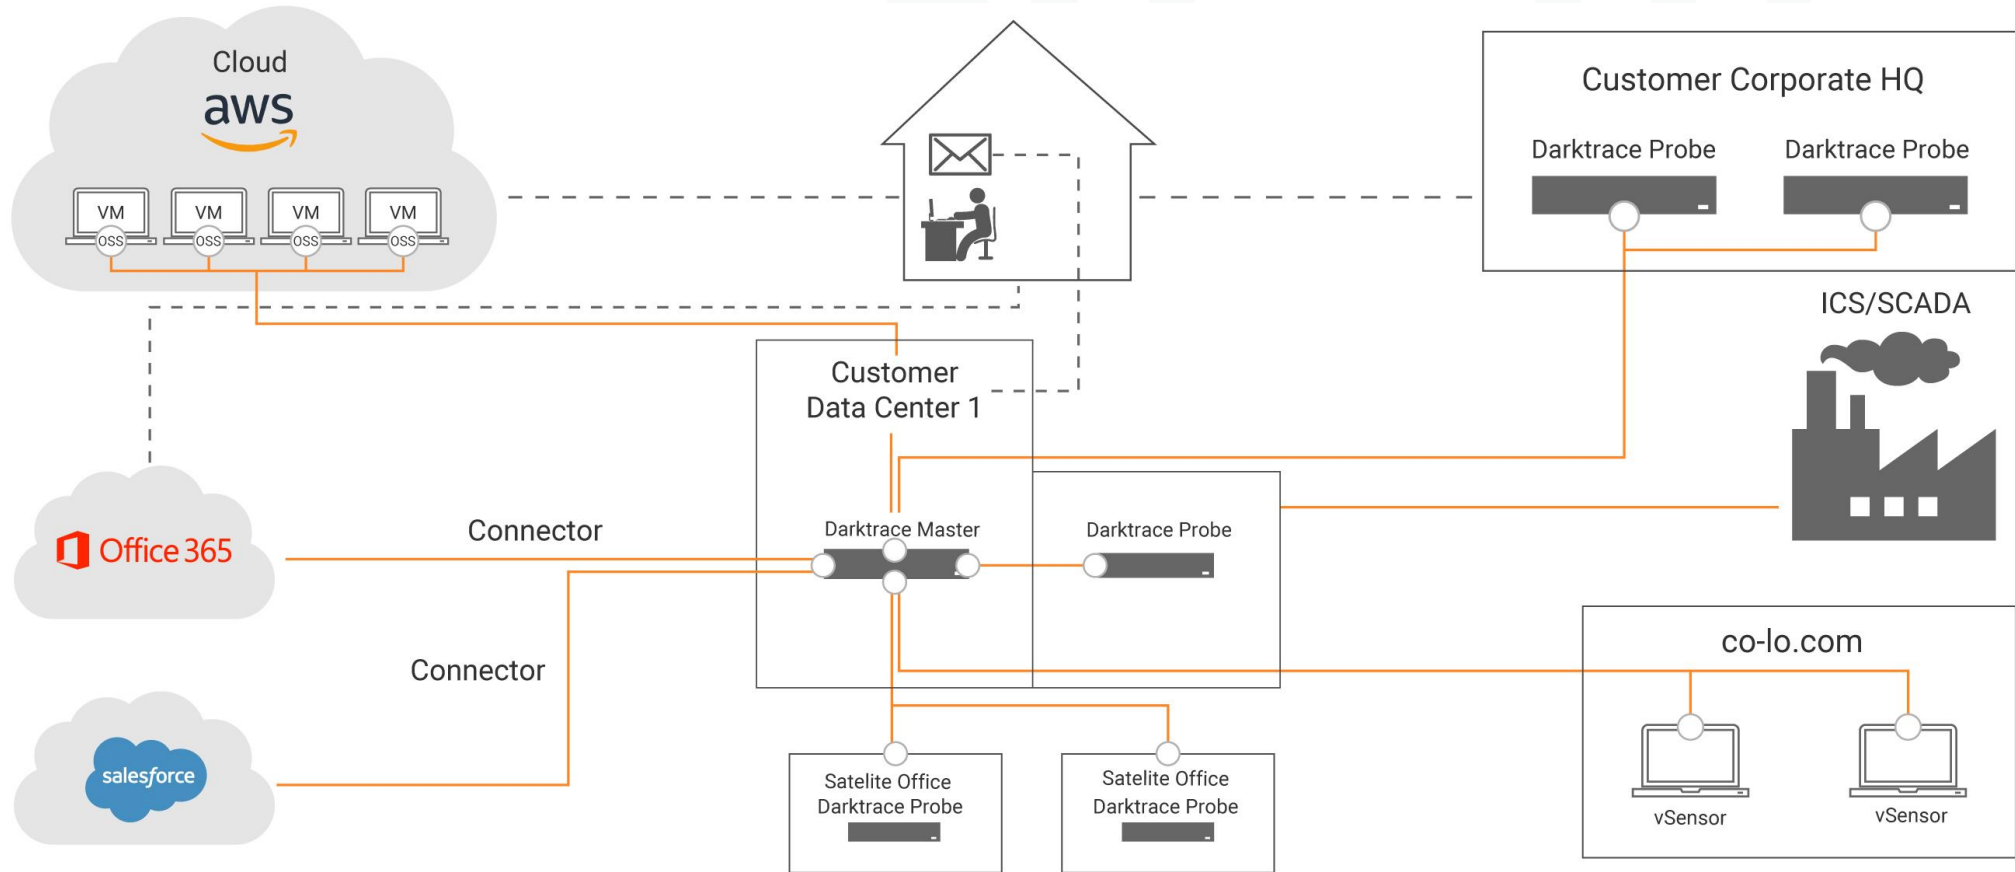 Cloud
aws
VM
VM
VM
VM
OSS
OSS
OSS
OSS
Customer Corporate HQ
Darktrace Probe
Darktrace Probe
ICS/SCADA
Customer
Data Center 1
Office 365
Connector
Darktrace Master
Darktrace Probe
Connector
salesforce
co-lo.com
vSensor
vSensor
Satelite Office
Darktrace Probe
Satelite Office
Darktrace Probe